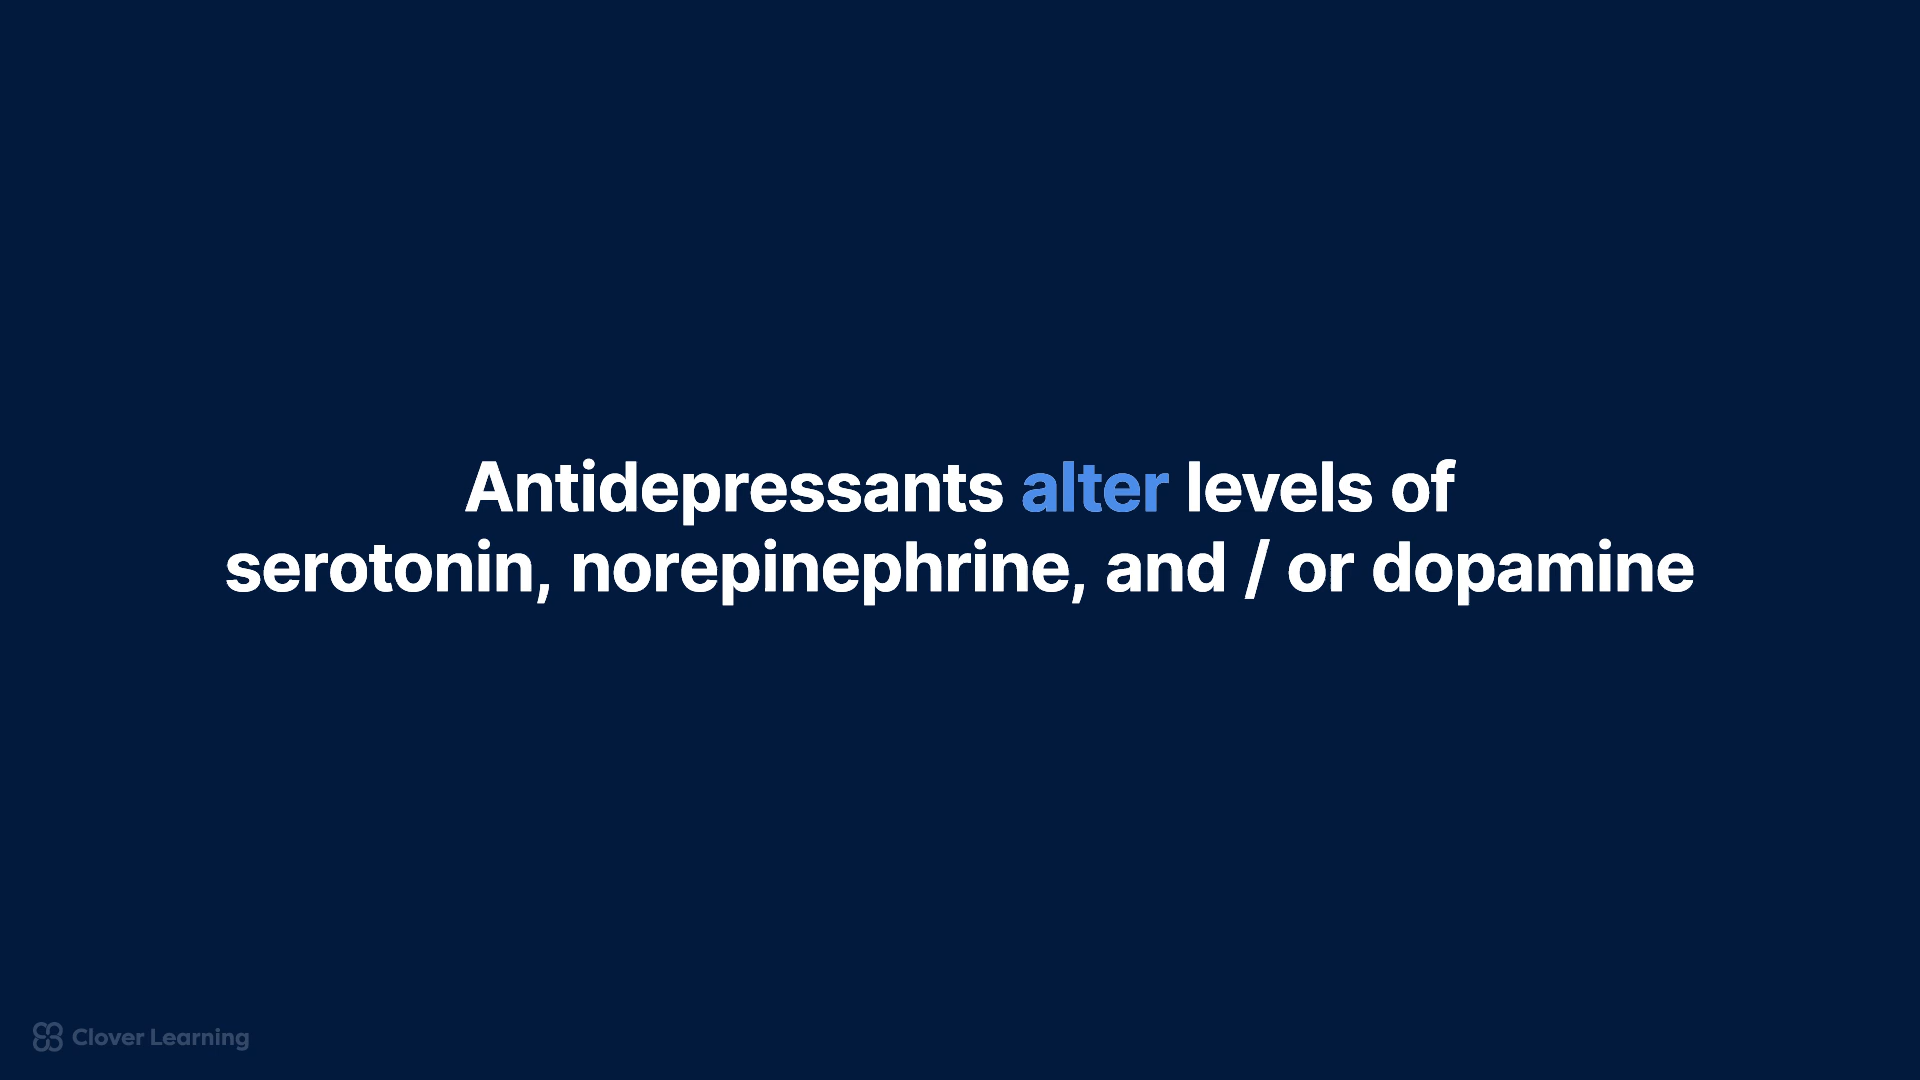 Antidepressants alter levels of
serotonin, norepinephrine, and / or dopamine
Clover Learning